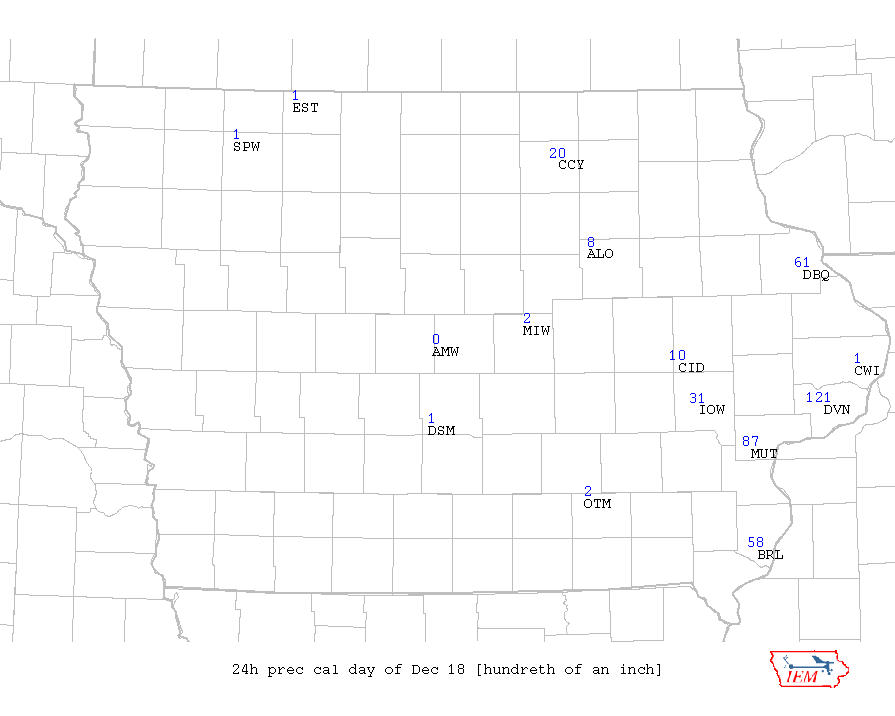 1
EST
1
SPW
20
CCY
8
ALO
61
DBQ
2
MIW
0
AMW
10
CID
1
CWI
31
IOW
121
DVN
1
DSM
87
MUT
2
OTM
58
BRL
24h prec cal day of Dec 18 [hundreth of an inch]
IEM